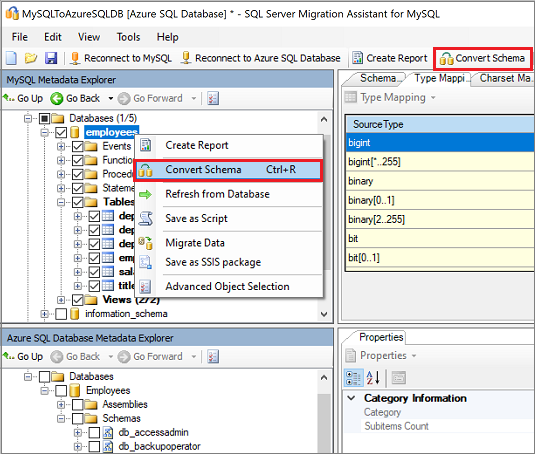 MySQLToAzureSQLDB [Azure SQL Database] * - SQL Server Migration Assistant for MySQL
File Edit View Tools Help
Reconnect to MySQL Reconnect to Azure SQL Database Create Report Convert Schema
MySQL Metadata Explorer
Go Up Go Back Go Forward
Databases (1/5)
employees
Events
Function
Procedu
Stateme
Tables
dep
dep
dep
em
sala
title
Views (2/2)
information_schema
Create Report
Convert Schema Ctrl+R
Refresh from Database
Save as Script
Migrate Data
Save as SSIS package
Advanced Object Selection
Schema... Type Mappi... Charset Ma...
Type Mapping
SourceType
bigint
bigint[*..255]
binary
binary[0..1]
binary[2..255]
bit
bit[0..1]
Azure SQL Database Metadata Explorer
Go Up Go Back Go Forward
Databases
Employees
Assemblies
Schemas
db_accessadmin
db_backupoperator
Properties
Properties
Category Information
Category
Subitems Count